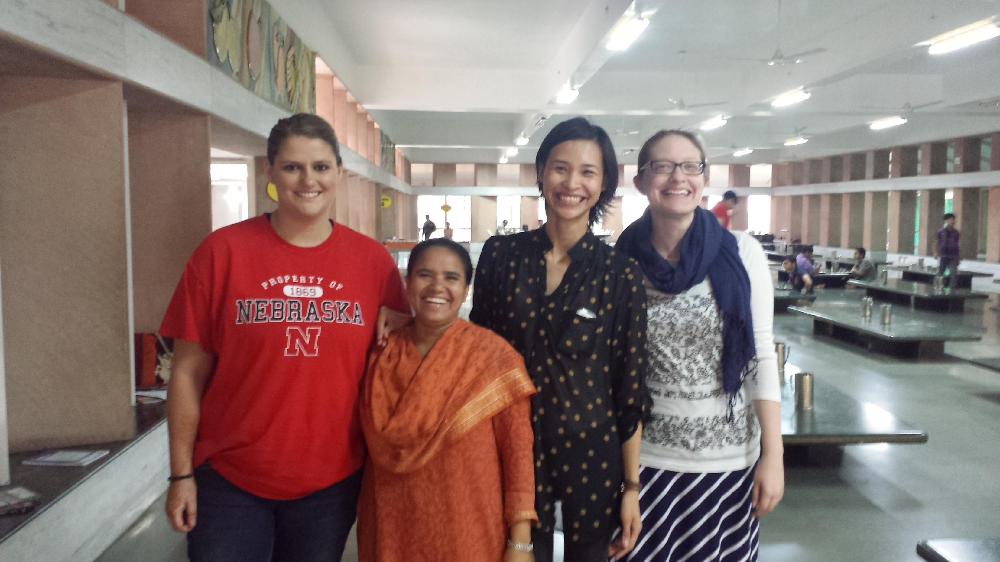 PROPERTY OF
1869
NEBRASKA
N